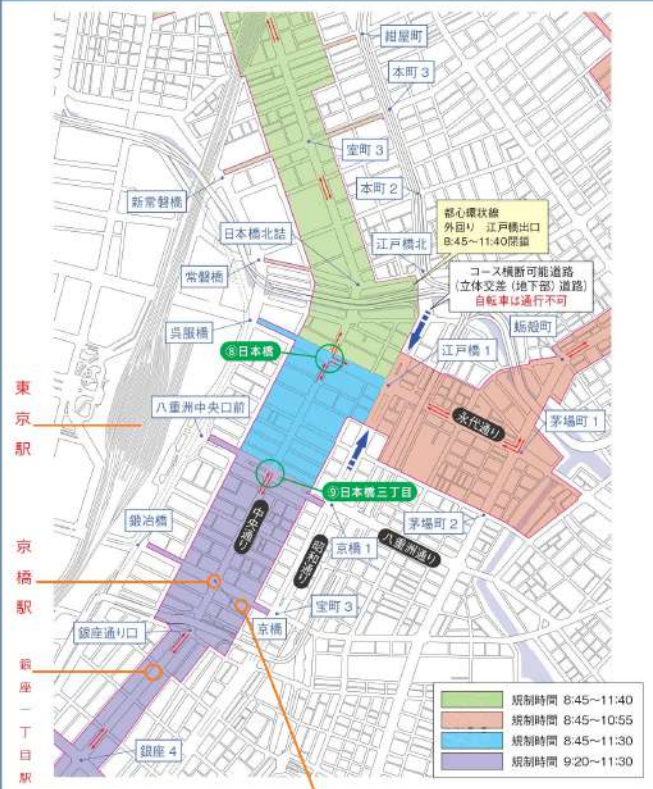 紺屋町
本町 3
室町 3
本町 2
新常磐橋
都心環状線
外回り 江戸橋出口
8:45〜11:40閉鎖
日本橋北詰
江戸橋北
コース横断可能道路
(立体交差(地下部)道路)
自転車は通行不可
常磐橋
蛎殻町
呉服橋
⑧日本橋
江戸橋 1
東京駅
八重洲中央口前
永代通り
茅場町 1
⑨日本橋三丁目
鍛冶橋
中央通り
昭和通り
京橋 1
八重洲通り
茅場町 2
京橋駅
宝町 3
京橋
銀座通り口
銀座一丁目駅
銀座 4
規制時間 8:45〜11:40
規制時間 8:45〜10:55
規制時間 8:45〜11:30
規制時間 9:20〜11:30